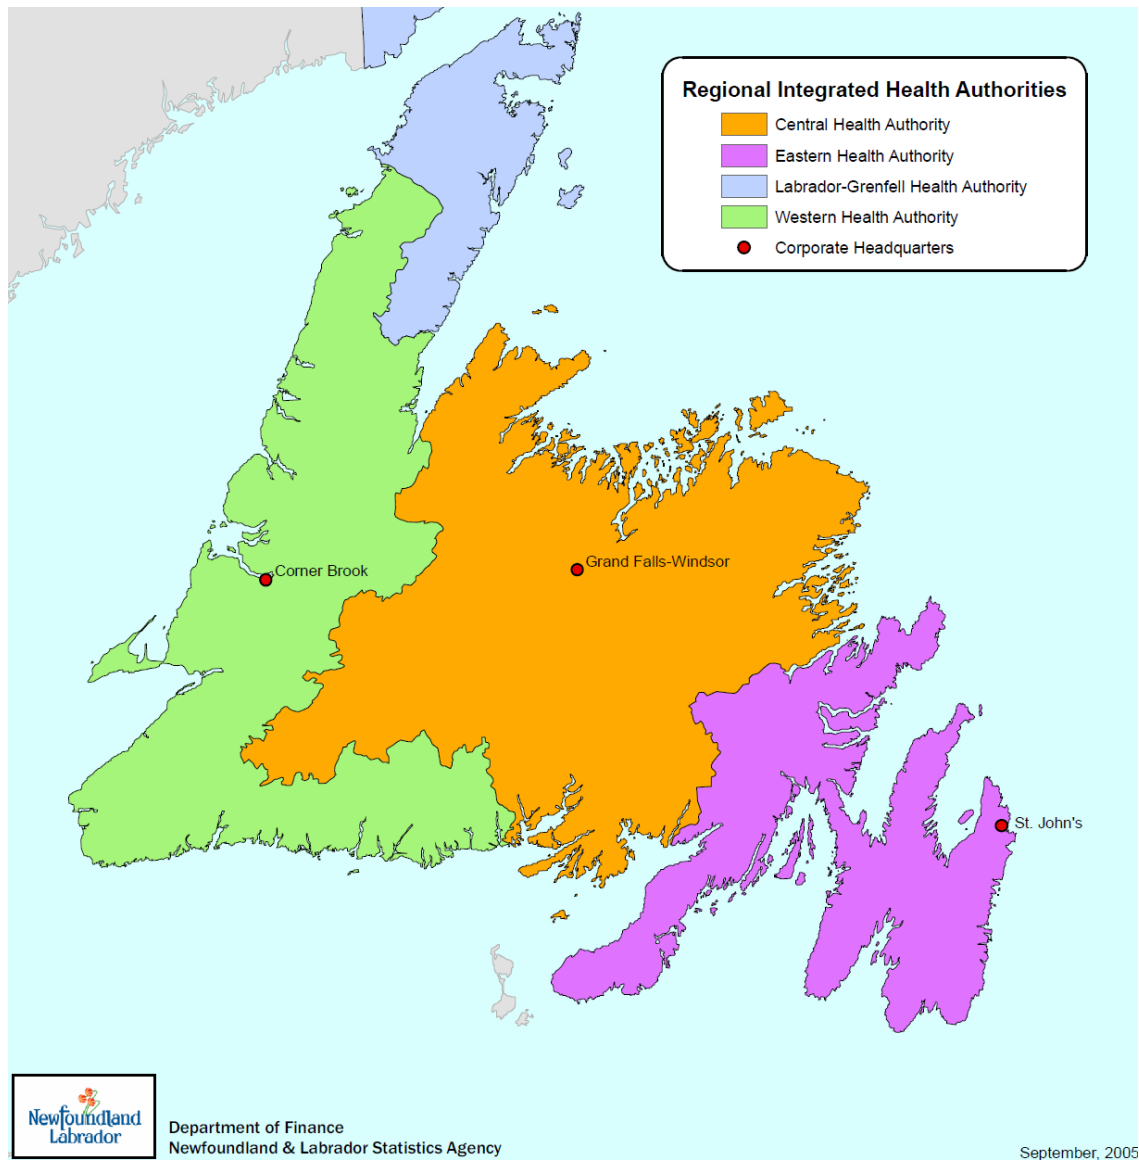 Regional Integrated Health Authorities
Central Health Authority
Eastern Health Authority
Labrador-Grenfell Health Authority
Western Health Authority
Corporate Headquarters
Grand Falls-Windsor
Corner Brook
St. John's
Newfoundland
Labrador
Department of Finance
Newfoundland & Labrador Statistics Agency
September, 2005